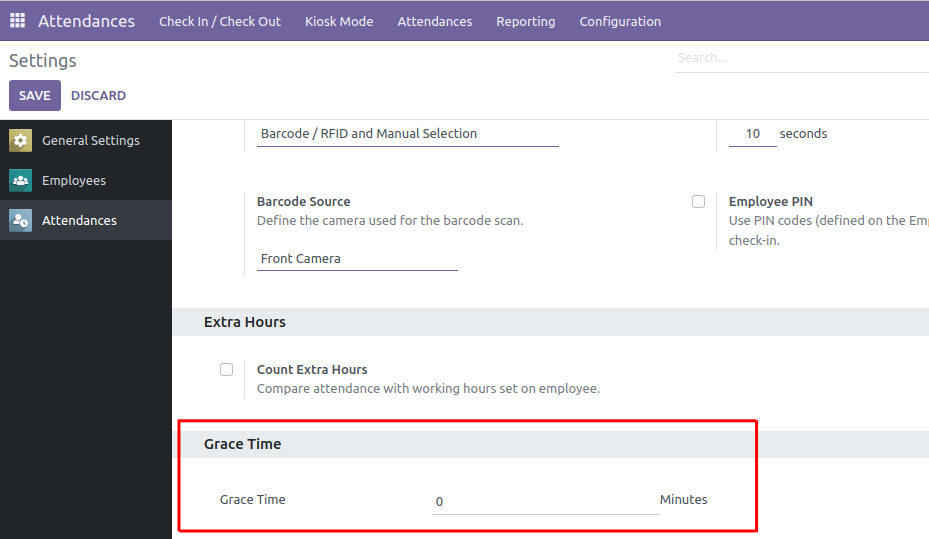 Attendances Check In / Check Out Kiosk Mode Attendances Reporting Configuration
Settings
Search...
SAVE DISCARD
General Settings
Employees
Attendances
Barcode / RFID and Manual Selection
10 seconds
Barcode Source
Define the camera used for the barcode scan.
Front Camera
Employee PIN
Use PIN codes (defined on the Emp
check-in.
Extra Hours
Count Extra Hours
Compare attendance with working hours set on employee.
Grace Time
Grace Time 0 Minutes